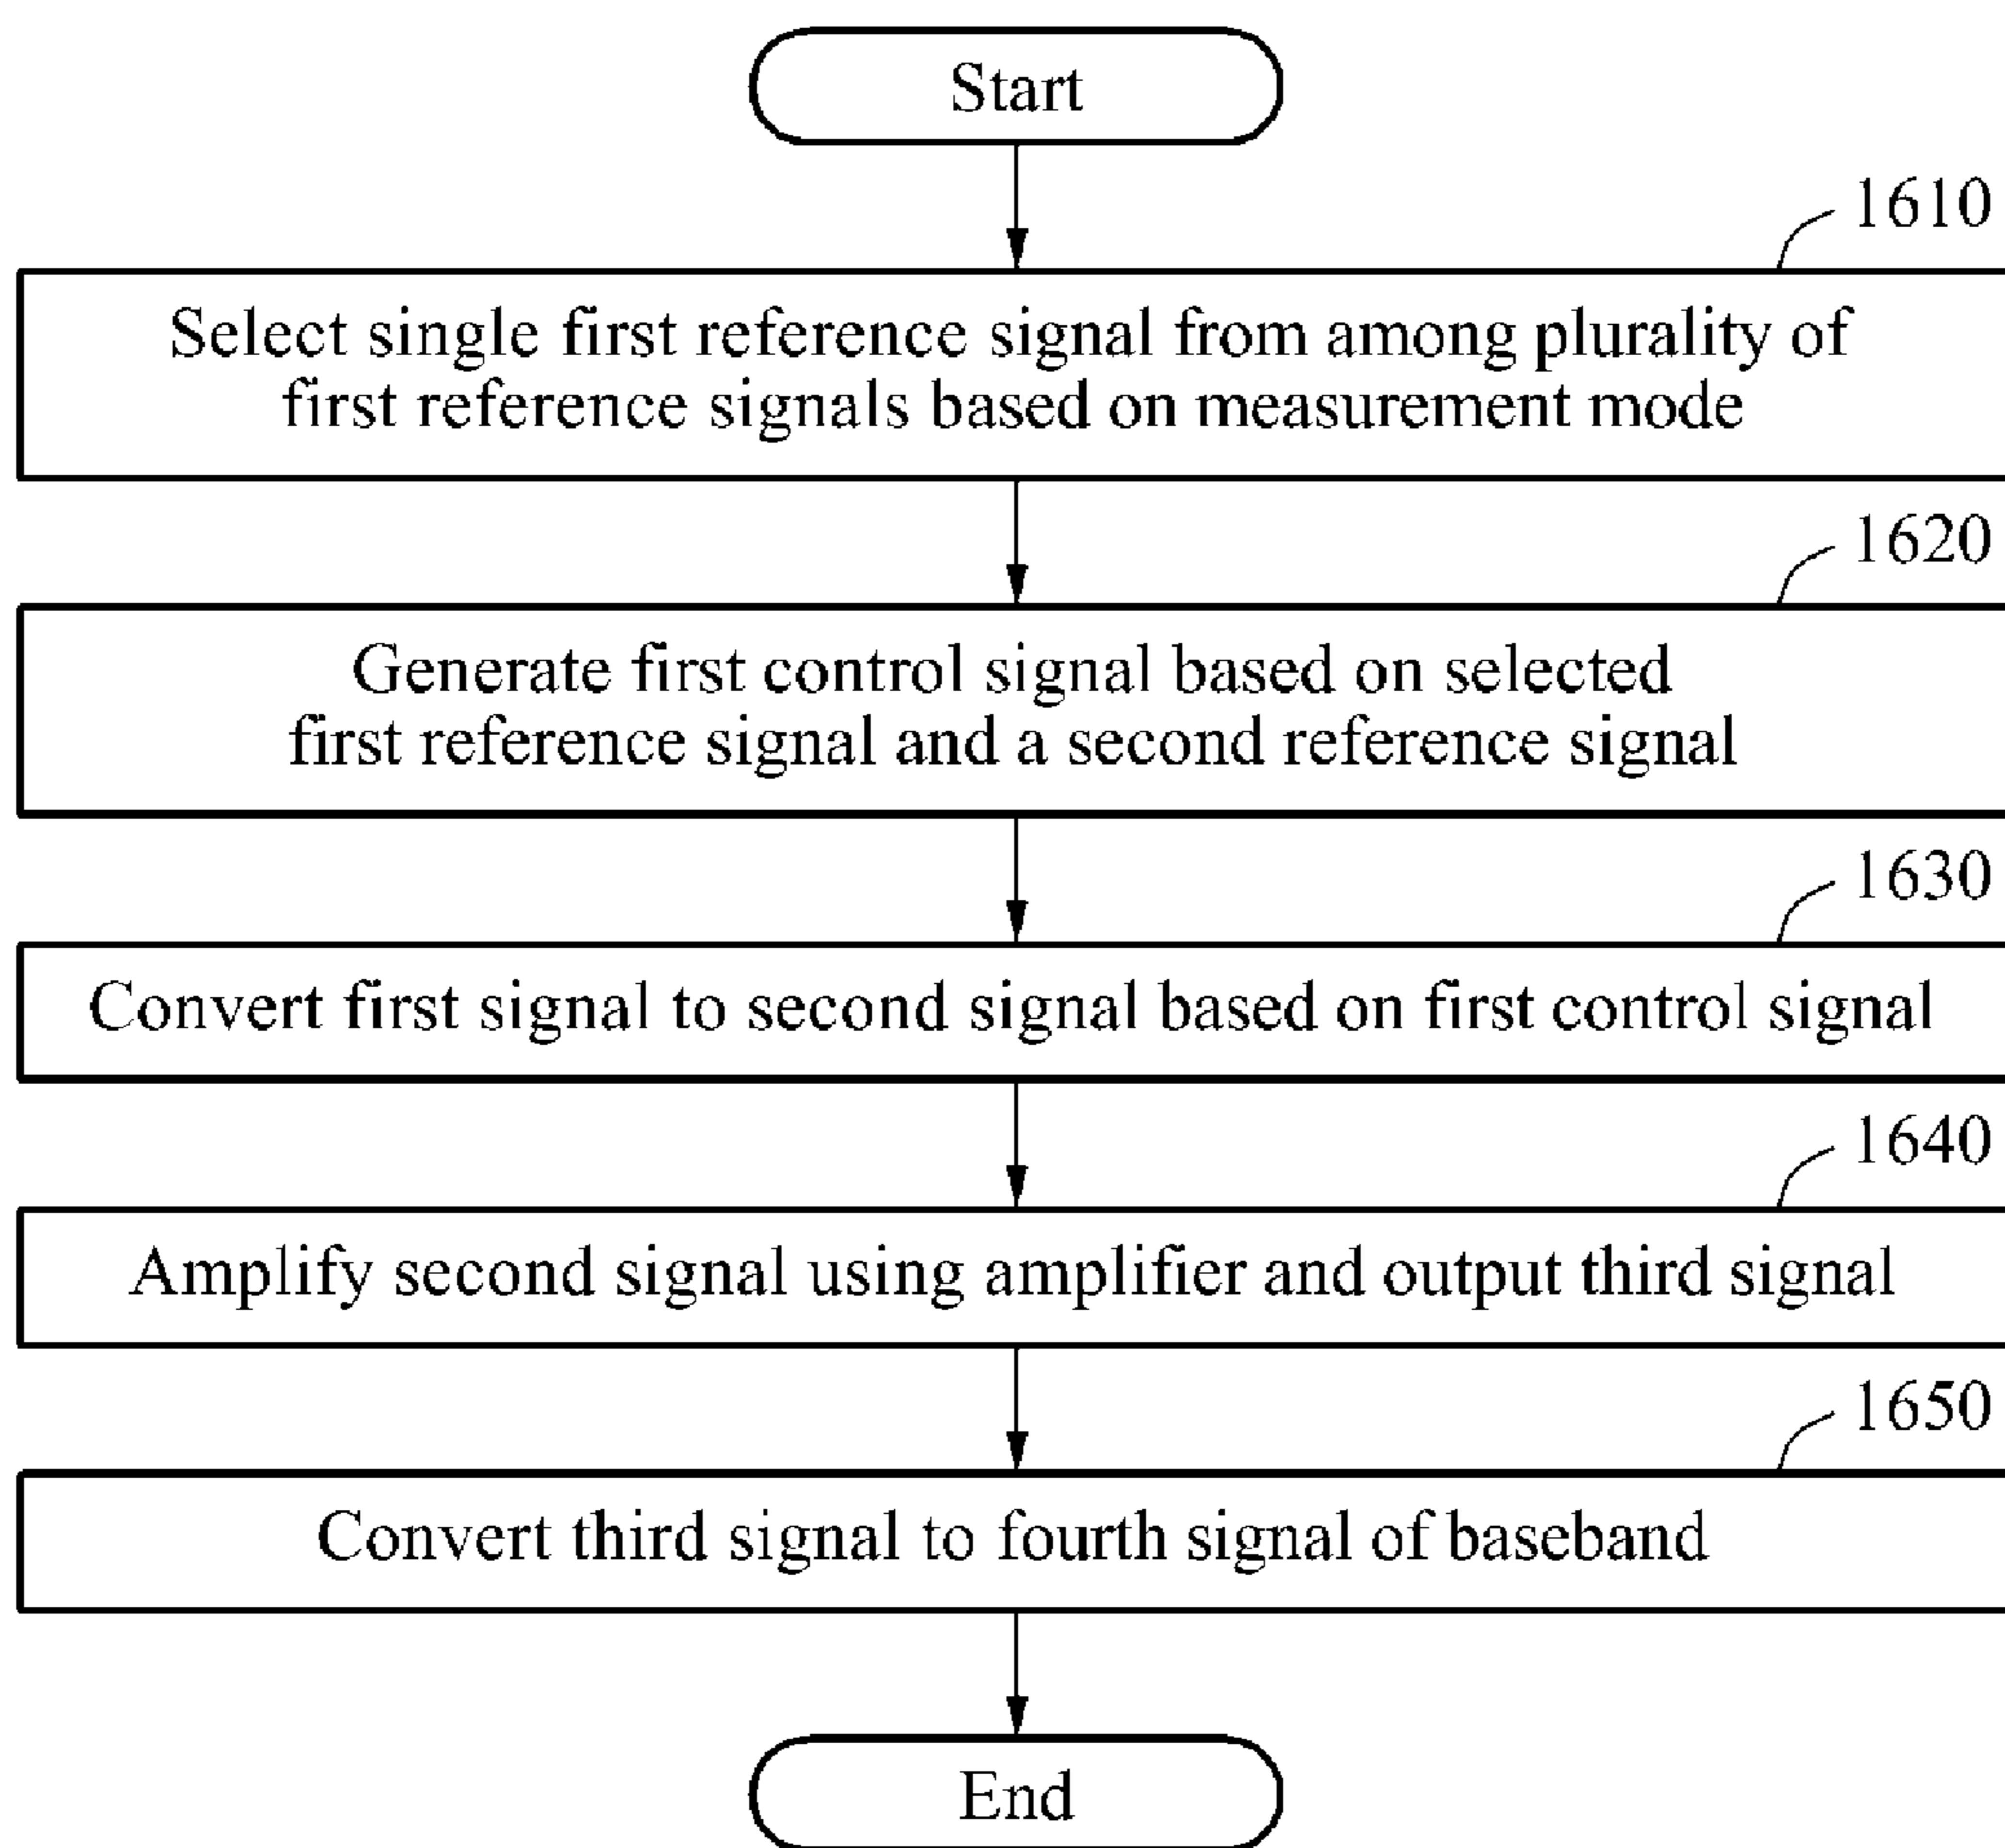 Start
1610
Select single first reference signal from among plurality of
first reference signals based on measurement mode
1620
Generate first control signal based on selected
first reference signal and a second reference signal
1630
Convert first signal to second signal based on first control signal
1640
Amplify second signal using amplifier and output third signal
1650
Convert third signal to fourth signal of baseband
End